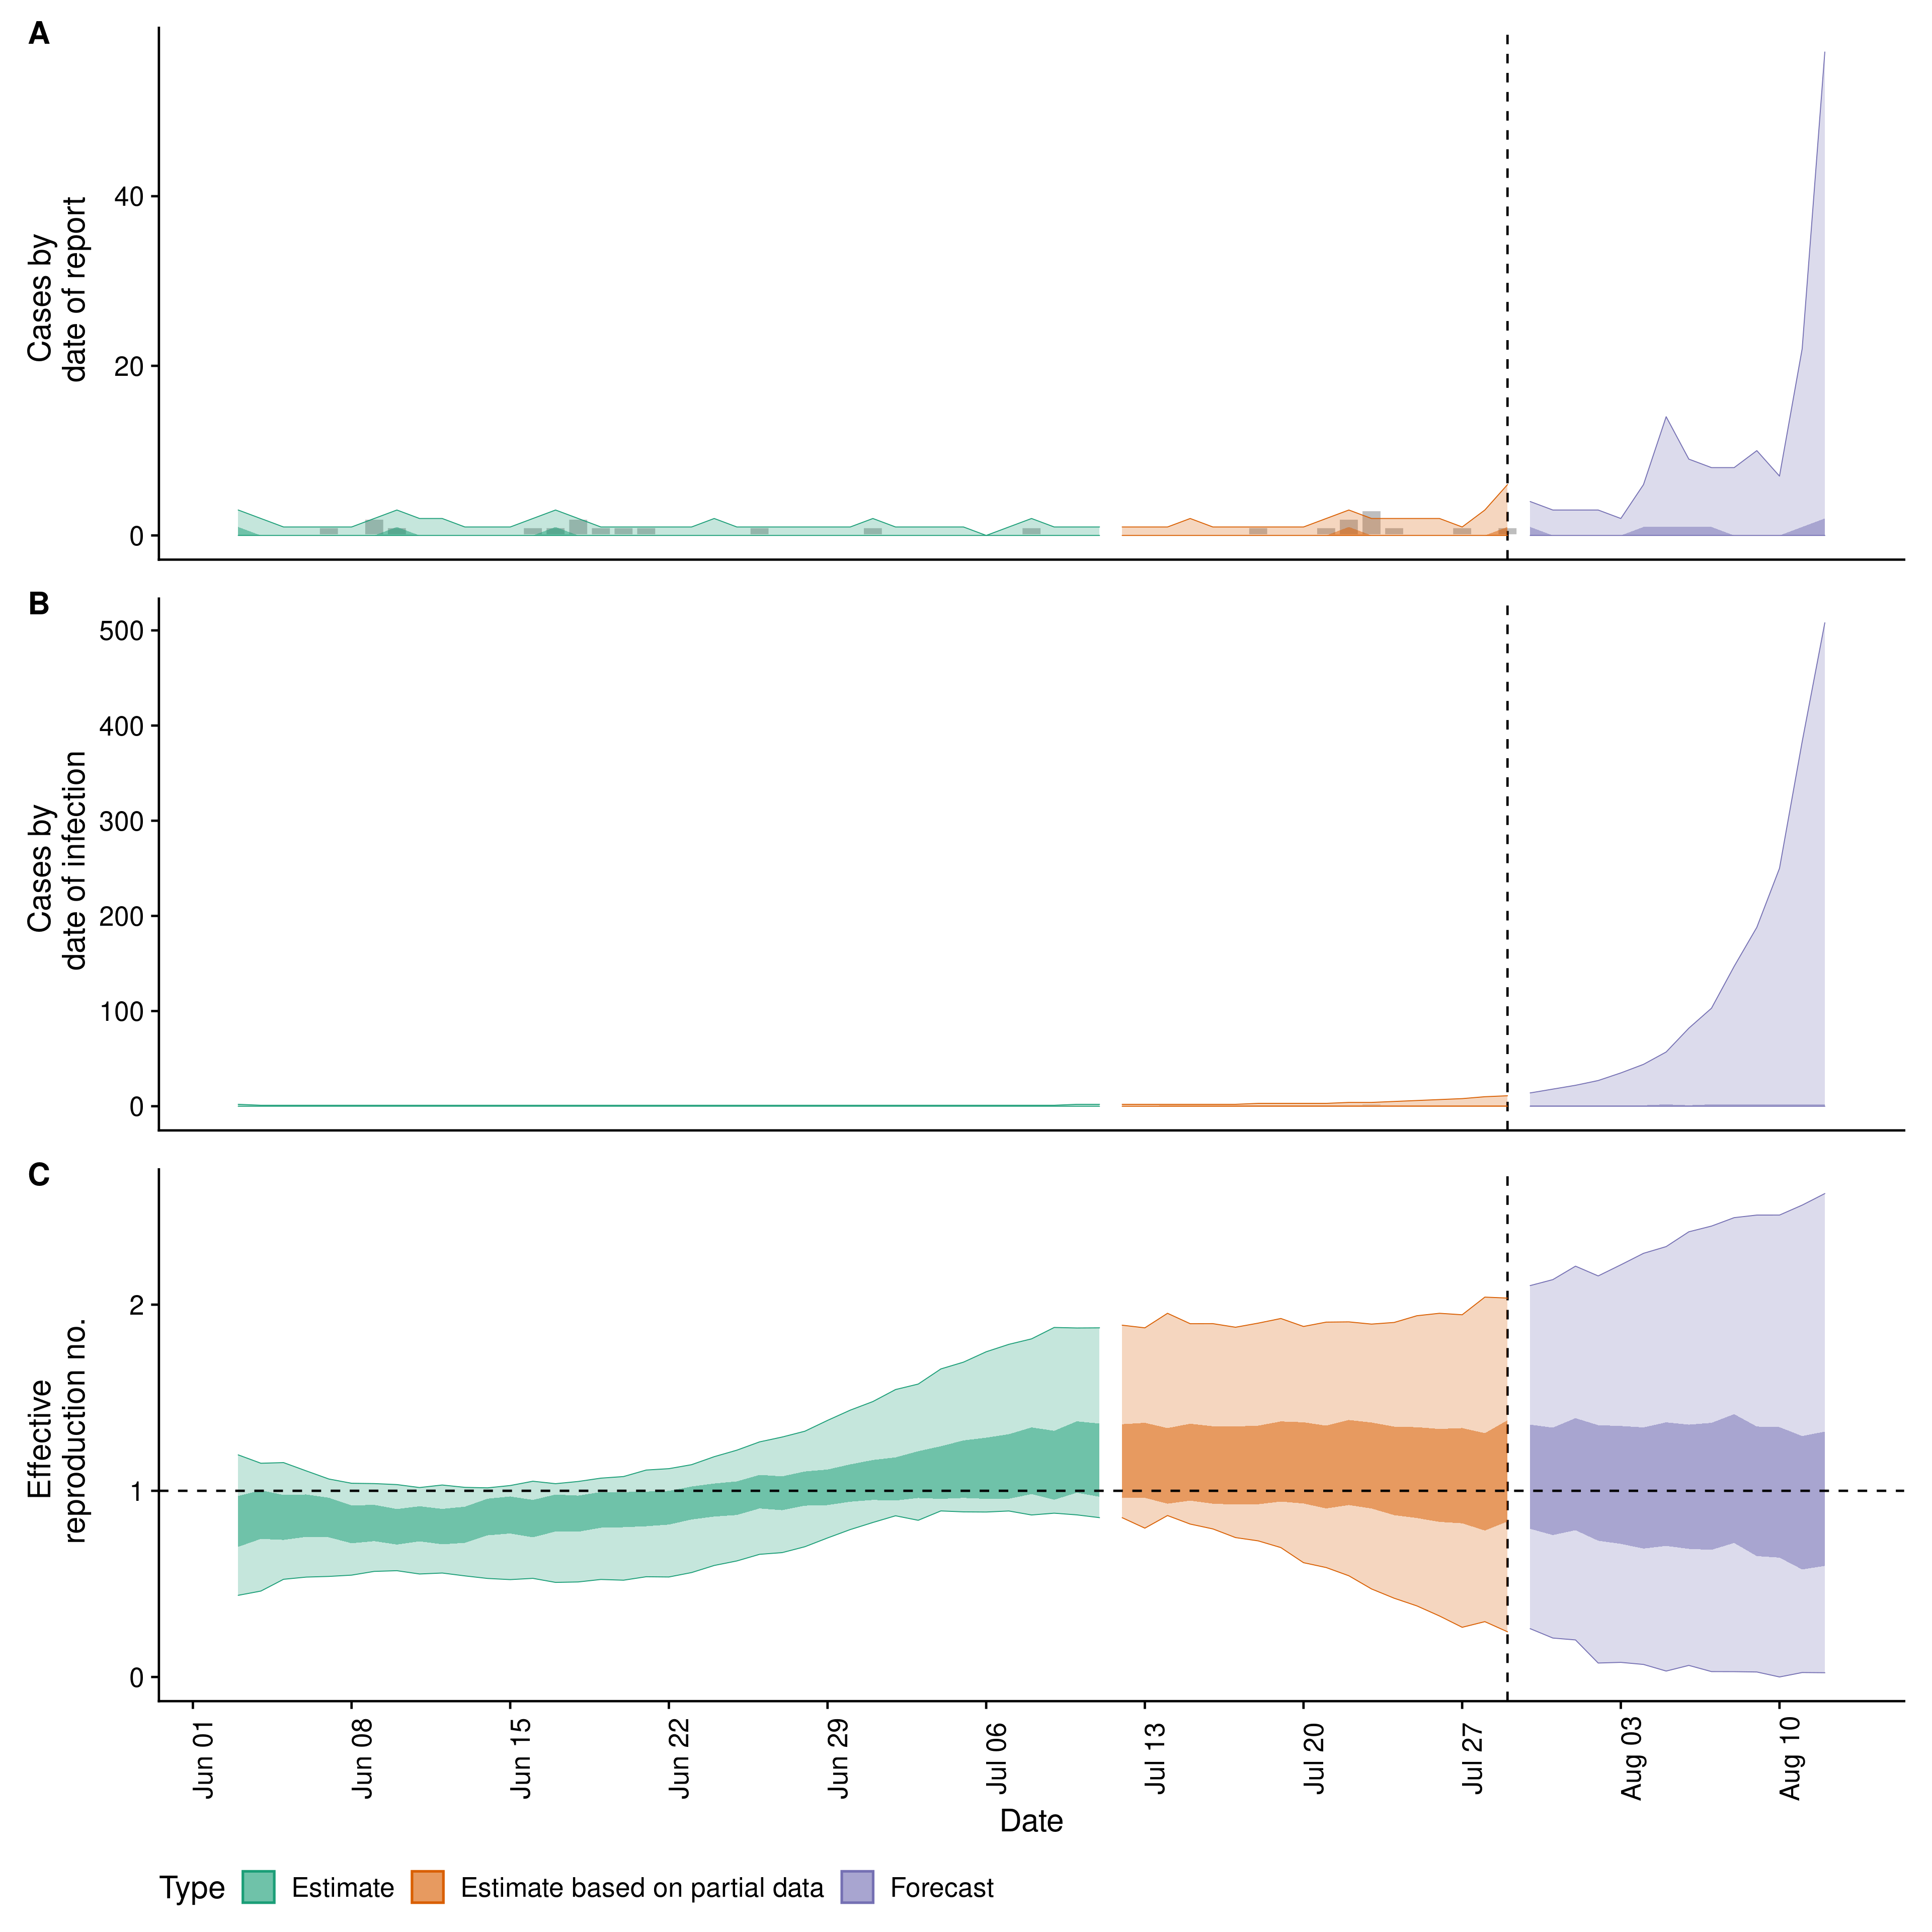 A
Cases by
date of report
40
20
0
B
Cases by
date of infection
500
400
300
200
100
0
C
Effective
reproduction no.
2
1
0
Jun 01
Jun 08
Jun 15
Jun 22
Jun 29
Jul 06
Jul 13
Jul 20
Jul 27
Aug 03
Aug 10
Date
Type Estimate Estimate based on partial data Forecast